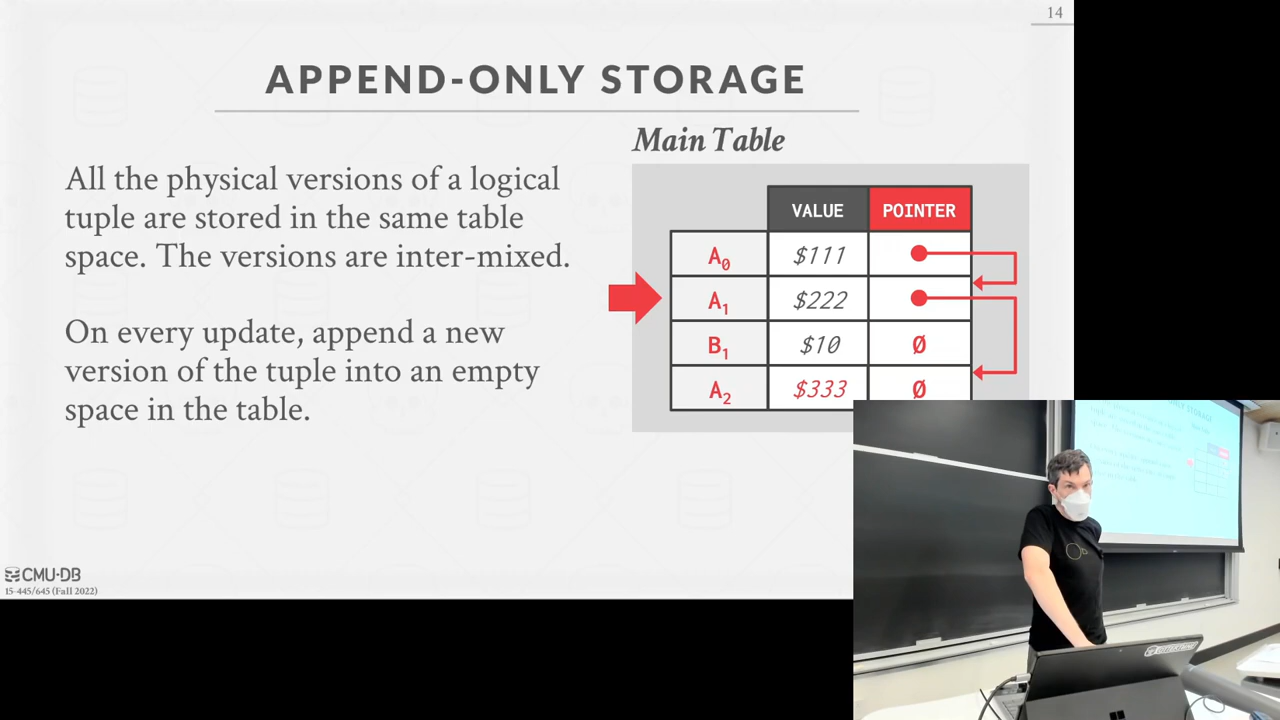 14
APPEND-ONLY STORAGE
All the physical versions of a logical
tuple are stored in the same table
space. The versions are inter-mixed.
On every update, append a new
version of the tuple into an empty
space in the table.
Main Table
VALUE POINTER
A0 $111
A1 $222
B1 $10 Ø
A2 $333 Ø
CMU·DB
15-445/645 (Fall 2022)